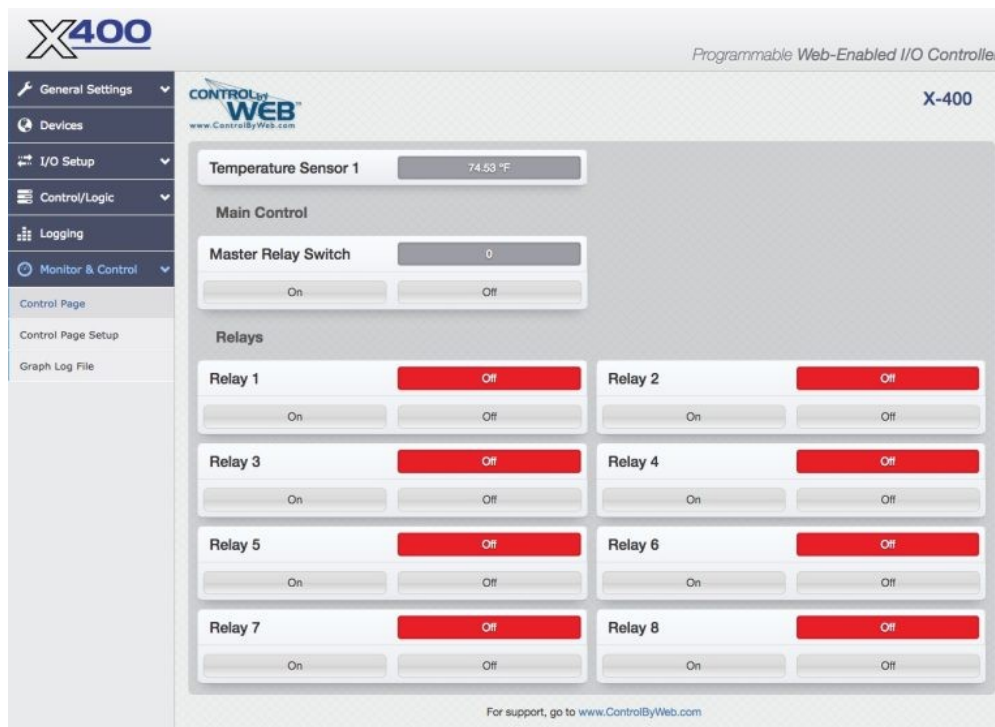 X400
Programmable Web-Enabled I/O Controller
General Settings
Devices
I/O Setup
Control/Logic
Logging
Monitor & Control
Control Page
Control Page Setup
Graph Log File
CONTROL by
WEB™
www.ControlByWeb.com
X-400
Temperature Sensor 1 74.53 °F
Main Control
Master Relay Switch 0
On Off
Relays
Relay 1 Off Relay 2 Off
On Off On Off
Relay 3 Off Relay 4 Off
On Off On Off
Relay 5 Off Relay 6 Off
On Off On Off
Relay 7 Off Relay 8 Off
On Off On Off
For support, go to www.ControlByWeb.com